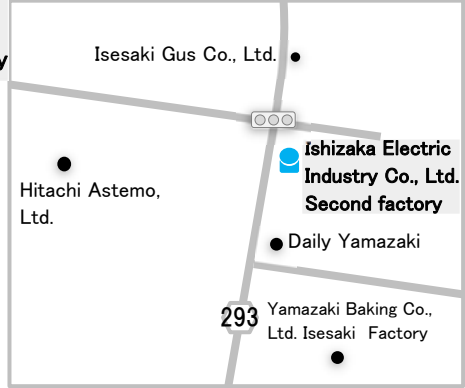 Isesaki Gus Co., Ltd.
y
Ishizaka Electric
Industry Co., Ltd.
Second factory
Hitachi Astemo,
Ltd.
Daily Yamazaki
293
Yamazaki Baking Co.,
Ltd. Isesaki Factory